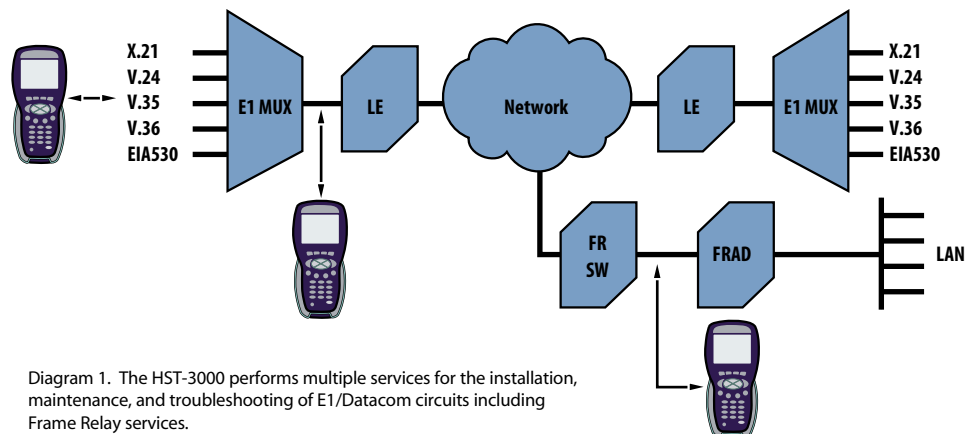 X.21
V.24
V.35
V.36
EIA530
E1 MUX
LE
Network
LE
E1 MUX
X.21
V.24
V.35
V.36
EIA530
FR
SW
FRAD
LAN
Diagram 1. The HST-3000 performs multiple services for the installation,
maintenance, and troubleshooting of E1/Datacom circuits including
Frame Relay services.